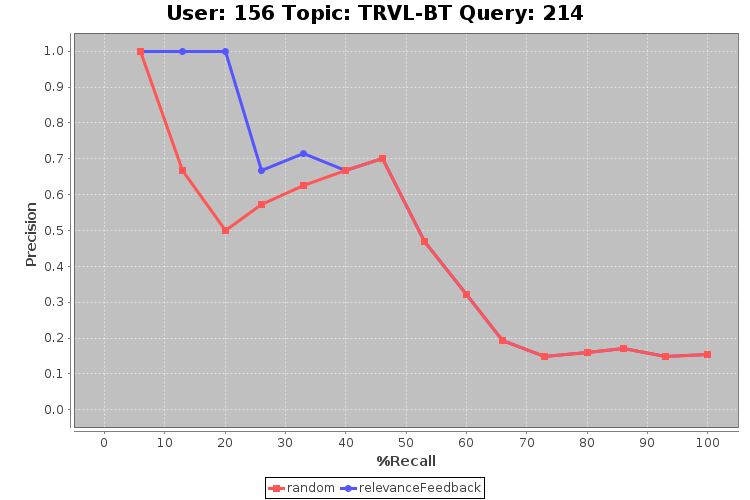 User: 156 Topic: TRVL-BT Query: 214
Precision
1.0
0.9
0.8
0.7
0.6
0.5
0.4
0.3
0.2
0.1
0.0
0 10 20 30 40 50 60 70 80 90 100
%Recall
random relevanceFeedback